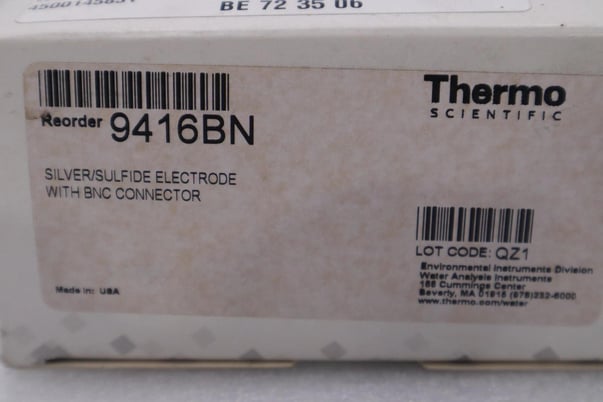 BE 72 35 06
Thermo
SCIENTIFIC
Reorder 9416BN
SILVER/SULFIDE ELECTRODE
WITH BNC CONNECTOR
LOT CODE: QZ1
Environmental Instruments Division
Water Analysis Instruments
166 Cummings Center
Beverly, MA 01915 (978)232-6000
www.thermo.com/water
Made in: USA